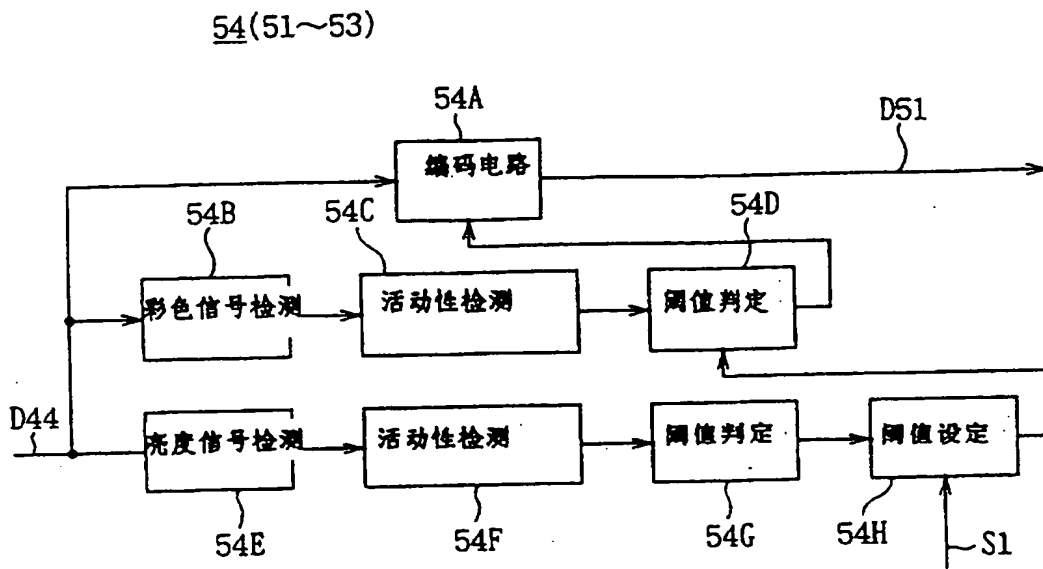 54(51～53)
54A
D51
编码电路
54B
54C
54D
彩色信号检测
活动性检测
阈值判定
D44
亮度信号检测
活动性检测
阈值判定
阈值设定
54E
54F
54G
54H
S1